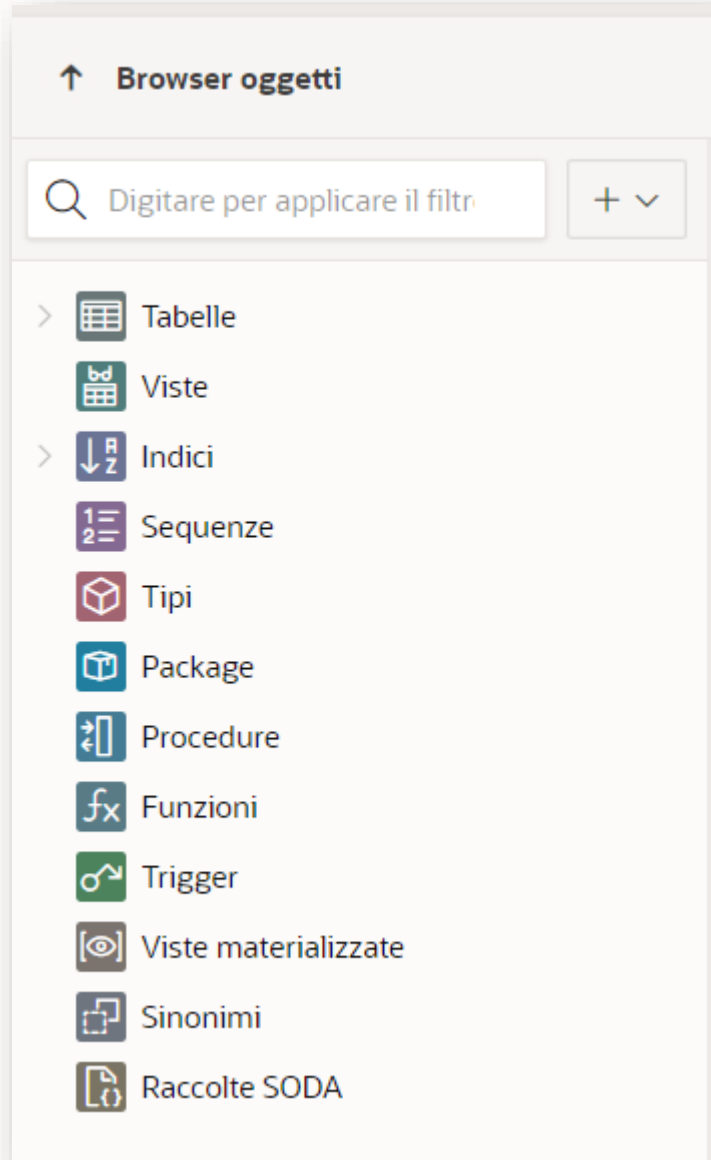 Browser oggetti
Digitare per applicare il filtr
Tabelle
Viste
Indici
Sequenze
Tipi
Package
Procedure
Funzioni
Trigger
Viste materializzate
Sinonimi
Raccolte SODA